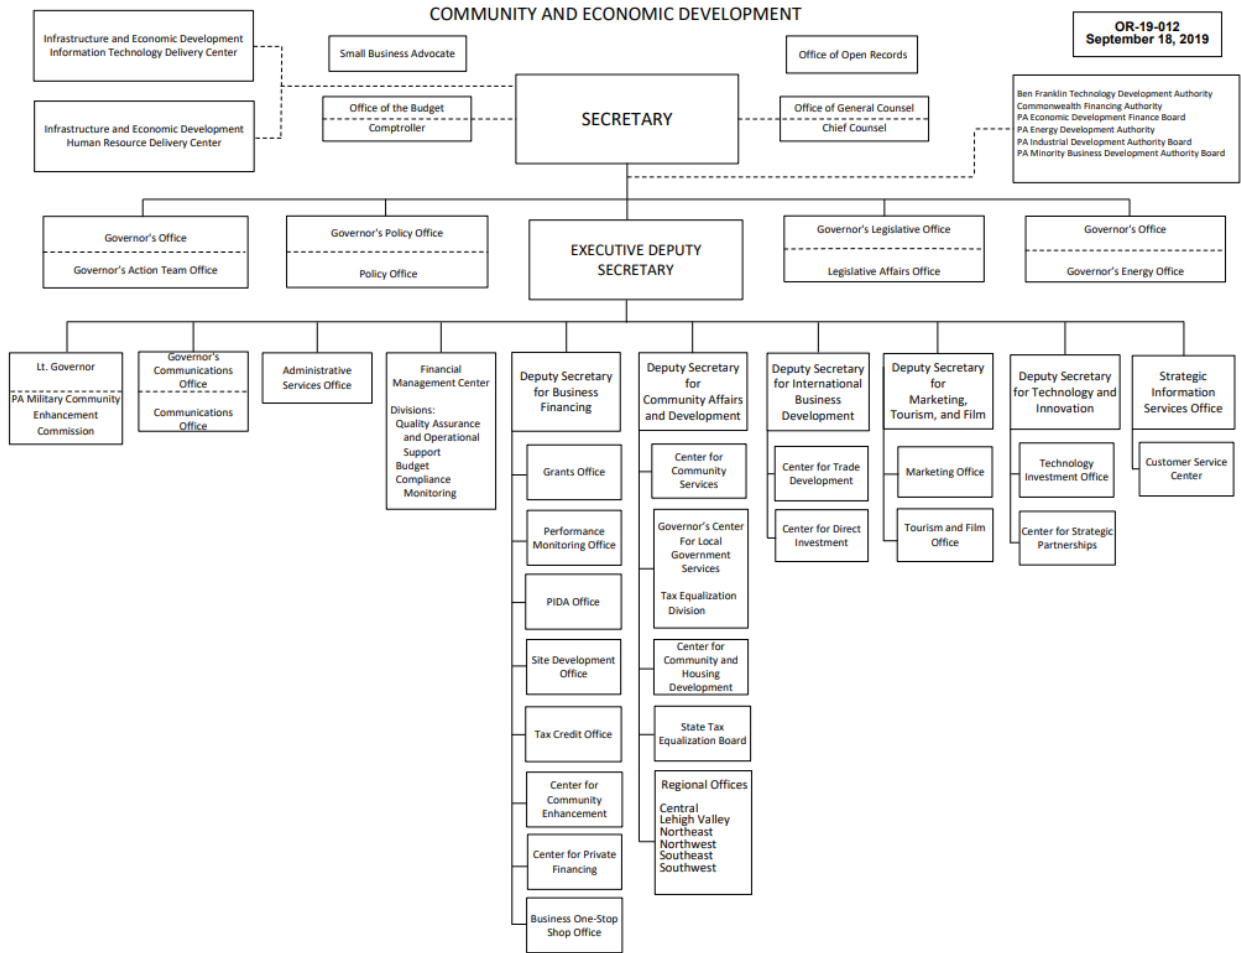 COMMUNITY AND ECONOMIC DEVELOPMENT
OR-19-012
September 18, 2019
Infrastructure and Economic Development
Information Technology Delivery Center
Small Business Advocate
Office of Open Records
Infrastructure and Economic Development
Human Resource Delivery Center
Office of the Budget
Comptroller
SECRETARY
Office of General Counsel
Chief Counsel
Ben Franklin Technology Development Authority
Commonwealth Financing Authority
PA Economic Development Finance Board
PA Energy Development Authority
PA Industrial Development Authority Board
PA Minority Business Development Authority Board
Governor's Office
Governor's Action Team Office
Governor's Policy Office
Policy Office
EXECUTIVE DEPUTY
SECRETARY
Governor's Legislative Office
Legislative Affairs Office
Governor's Office
Governor's Energy Office
Lt. Governor
PA Military Community
Enhancement
Commission
Governor's
Communications
Office
Communications
Office
Administrative
Services Office
Financial
Management Center
Divisions:
Quality Assurance
and Operational
Support
Budget
Compliance
Monitoring
Deputy Secretary
for Business
Financing
Grants Office
Performance
Monitoring Office
PIDA Office
Site Development
Office
Tax Credit Office
Center for
Community
Enhancement
Center for Private
Financing
Business One-Stop
Shop Office
Deputy Secretary
for
Community Affairs
and Development
Center for
Community
Services
Governor's Center
For Local
Government
Services
Tax Equalization
Division
Center for
Community and
Housing
Development
State Tax
Equalization Board
Regional Offices
Central
Lehigh Valley
Northeast
Northwest
Southeast
Southwest
Deputy Secretary
for International
Business
Development
Center for Trade
Development
Center for Direct
Investment
Deputy Secretary
for
Marketing,
Tourism, and Film
Marketing Office
Tourism and Film
Office
Deputy Secretary
for Technology and
Innovation
Technology
Investment Office
Center for Strategic
Partnerships
Strategic
Information
Services Office
Customer Service
Center